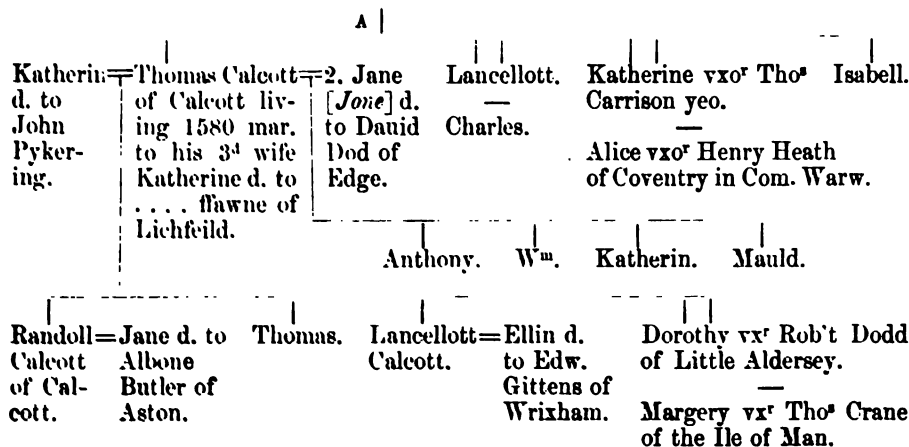 A
Katherin=Thomas Calcott=2. Jane Lancellott. Katherine vxoʳ Thoˢ Isabell.
d. to of Calcott liv- [Jone] d. — Carrison yeo.
John ing 1580 mar. to Dauid Charles. —
Pyker- to his 3ᵈ wife Dod of Alice vxoʳ Henry Heath
ing. Katherine d. to Edge. of Coventry in Com. Warw.
. . . . ffawne of
Lichfeild.
Anthony. Wᵐ. Katherin. Mauld.
Randoll=Jane d. to Thomas. Lancellott=Ellin d. Dorothy vxʳ Rob't Dodd
Calcott Albone Calcott. to Edw. of Little Aldersey.
of Cal- Butler of Gittens of —
cott. Aston. Wrixham. Margery vxʳ Thoˢ Crane
of the Ile of Man.